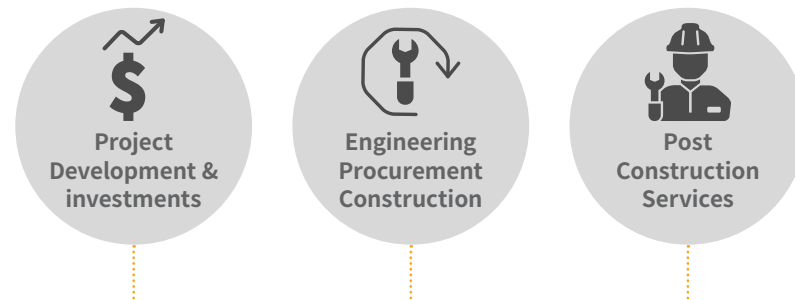 Project
Development &
investments
Engineering
Procurement
Construction
Post
Construction
Services